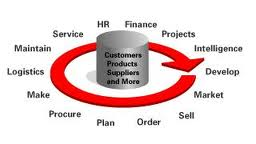 HR
Finance
Projects
Intelligence
Develop
Market
Sell
Order
Plan
Procure
Make
Logistics
Maintain
Service
Customers
Products
Suppliers
and More